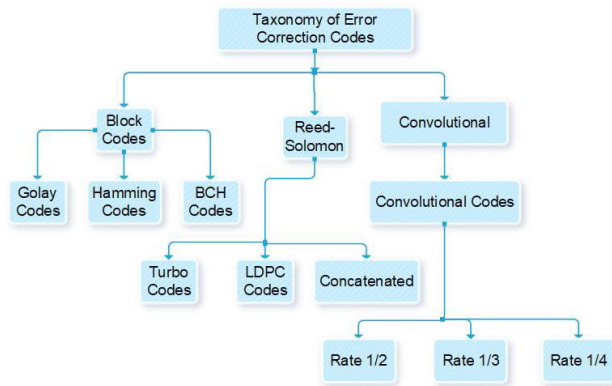 Taxonomy of Error
Correction Codes
Block
Codes
Reed-
Solomon
Convolutional
Golay
Codes
Hamming
Codes
BCH
Codes
Convolutional Codes
Turbo
Codes
LDPC
Codes
Concatenated
Rate 1/2
Rate 1/3
Rate 1/4